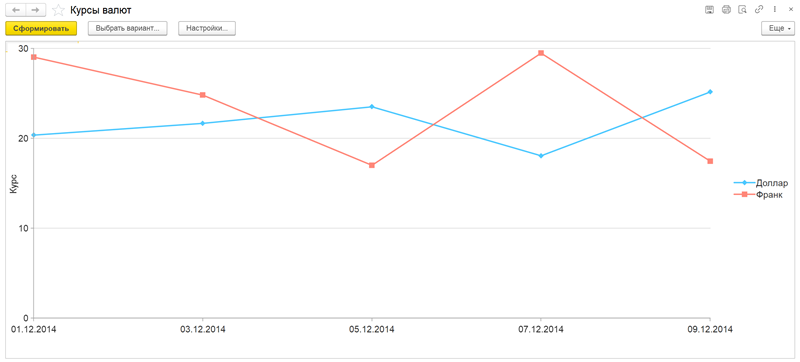 Курсы валют
Сформировать
Выбрать вариант...
Настройки...
Еще
30
20
10
0
Курс
Доллар
Франк
01.12.2014
03.12.2014
05.12.2014
07.12.2014
09.12.2014